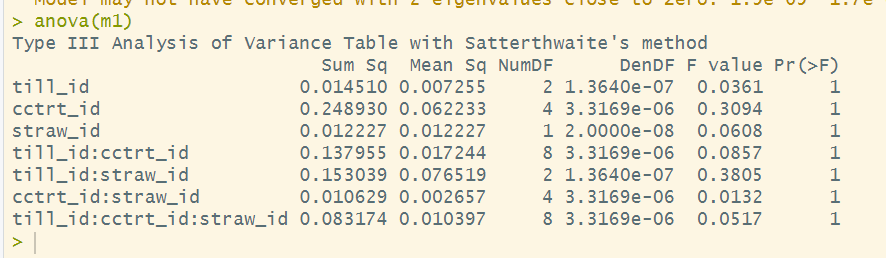 Model may not have converged with 2 eigenvalues close to zero: 1.9e-09 -1.7e
> anova(m1)
Type III Analysis of Variance Table with Satterthwaite's method
                         Sum Sq  Mean Sq NumDF      DenDF F value Pr(>F)
till_id                0.014510 0.007255     2 1.3640e-07  0.0361      1
cctrt_id               0.248930 0.062233     4 3.3169e-06  0.3094      1
straw_id               0.012227 0.012227     1 2.0000e-08  0.0608      1
till_id:cctrt_id       0.137955 0.017244     8 3.3169e-06  0.0857      1
till_id:straw_id       0.153039 0.076519     2 1.3640e-07  0.3805      1
cctrt_id:straw_id      0.010629 0.002657     4 3.3169e-06  0.0132      1
till_id:cctrt_id:straw_id 0.083174 0.010397     8 3.3169e-06  0.0517      1
>